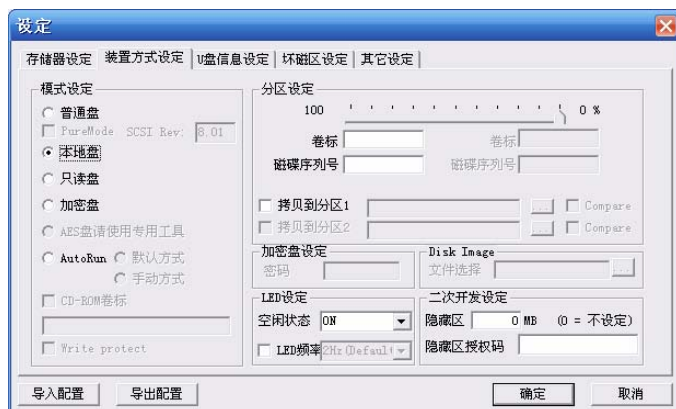 设定
存储器设定 装置方式设定 U盘信息设定 坏磁区设定 其它设定
模式设定
普通盘
PureMode SCSI Rev: 8.01
本地盘
只读盘
加密盘
AES盘请使用专用工具
AutoRun 默认方式
手动方式
CD-ROM卷标
Write protect
分区设定
100 0 %
卷标 卷标
磁碟序列号 磁碟序列号
拷贝到分区1 ... Compare
拷贝到分区2 ... Compare
加密盘设定
密码
Disk Image
文件选择 ...
LED设定
空闲状态 ON
LED频率 2Hz(Default
二次开发设定
隐藏区 0 MB (0 = 不设定)
隐藏区授权码
导入配置 导出配置 确定 取消